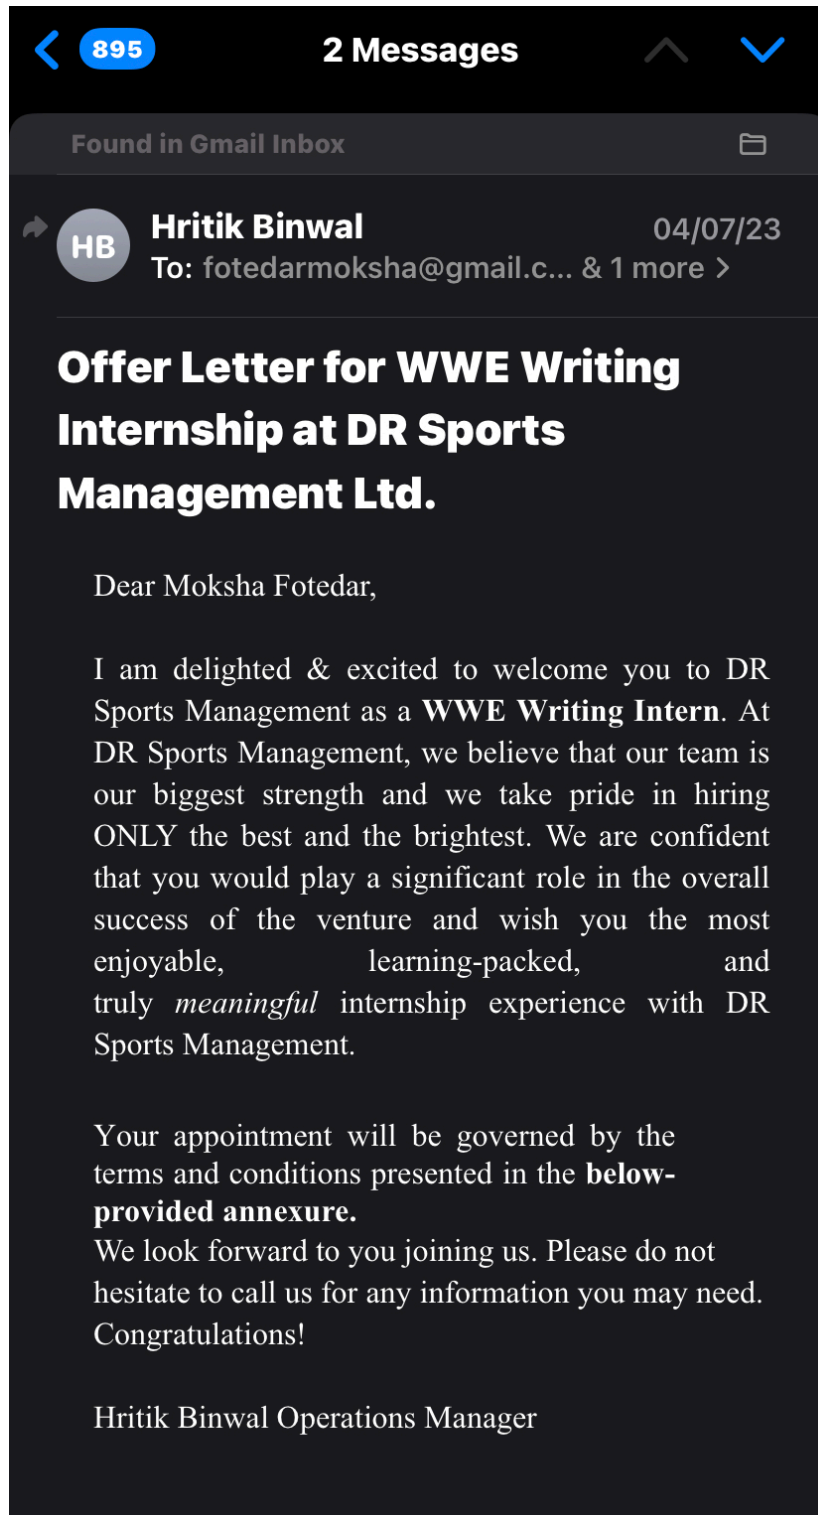 895
2 Messages
Found in Gmail Inbox
HB
Hritik Binwal
04/07/23
To: fotedarmoksha@gmail.c... & 1 more >
Offer Letter for WWE Writing
Internship at DR Sports
Management Ltd.
Dear Moksha Fotedar,
I am delighted & excited to welcome you to DR
Sports Management as a WWE Writing Intern. At
DR Sports Management, we believe that our team is
our biggest strength and we take pride in hiring
ONLY the best and the brightest. We are confident
that you would play a significant role in the overall
success of the venture and wish you the most
enjoyable, learning-packed, and
truly meaningful internship experience with DR
Sports Management.
Your appointment will be governed by the
terms and conditions presented in the below-
provided annexure.
We look forward to you joining us. Please do not
hesitate to call us for any information you may need.
Congratulations!
Hritik Binwal Operations Manager